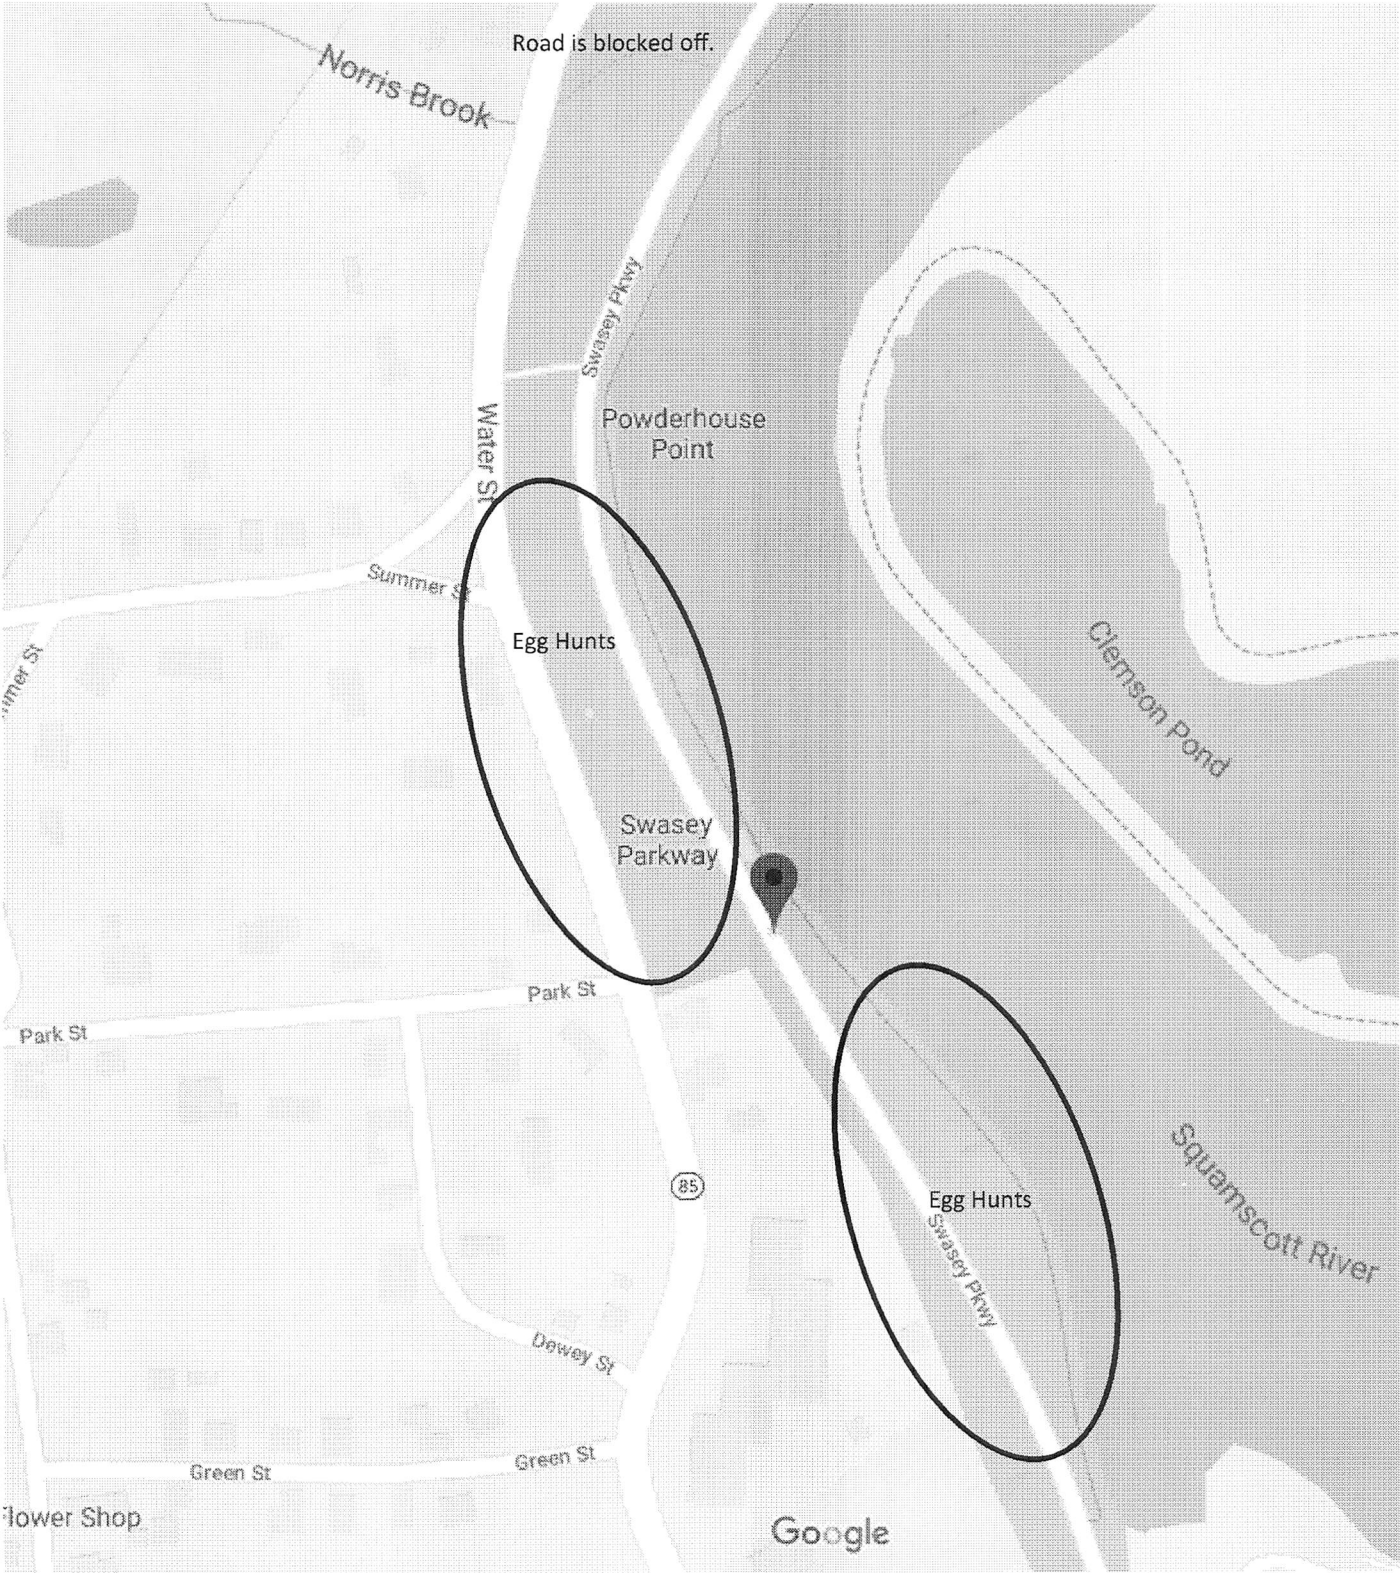 Road is blocked off.
Norris Brook
Swasey Pkwy
Water St
Powderhouse
Point
Summer St
Egg Hunts
Clemson Pond
Swasey
Parkway
Park St
Park St
85
Egg Hunts
Squamscott River
Swasey Pkwy
Dewey St
Green St
Green St
Flower Shop
Google